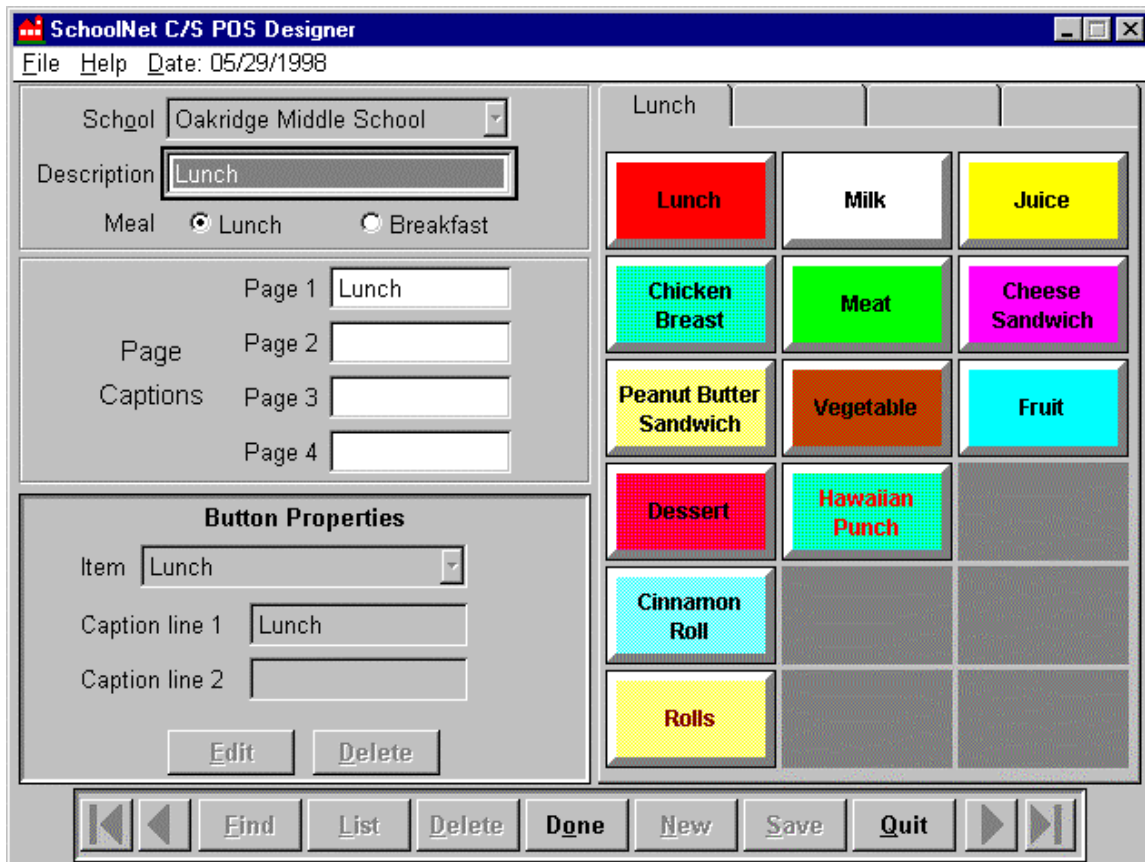 SchoolNet C/S POS Designer
File Help Date: 05/29/1998
School Oakridge Middle School
Description Lunch
Meal Lunch Breakfast
Page Captions
Page 1 Lunch
Page 2
Page 3
Page 4
Button Properties
Item Lunch
Caption line 1 Lunch
Caption line 2
Edit Delete
Lunch
Lunch Milk Juice
Chicken Breast Meat Cheese Sandwich
Peanut Butter Sandwich Vegetable Fruit
Dessert Hawaiian Punch
Cinnamon Roll
Rolls
Find List Delete Done New Save Quit